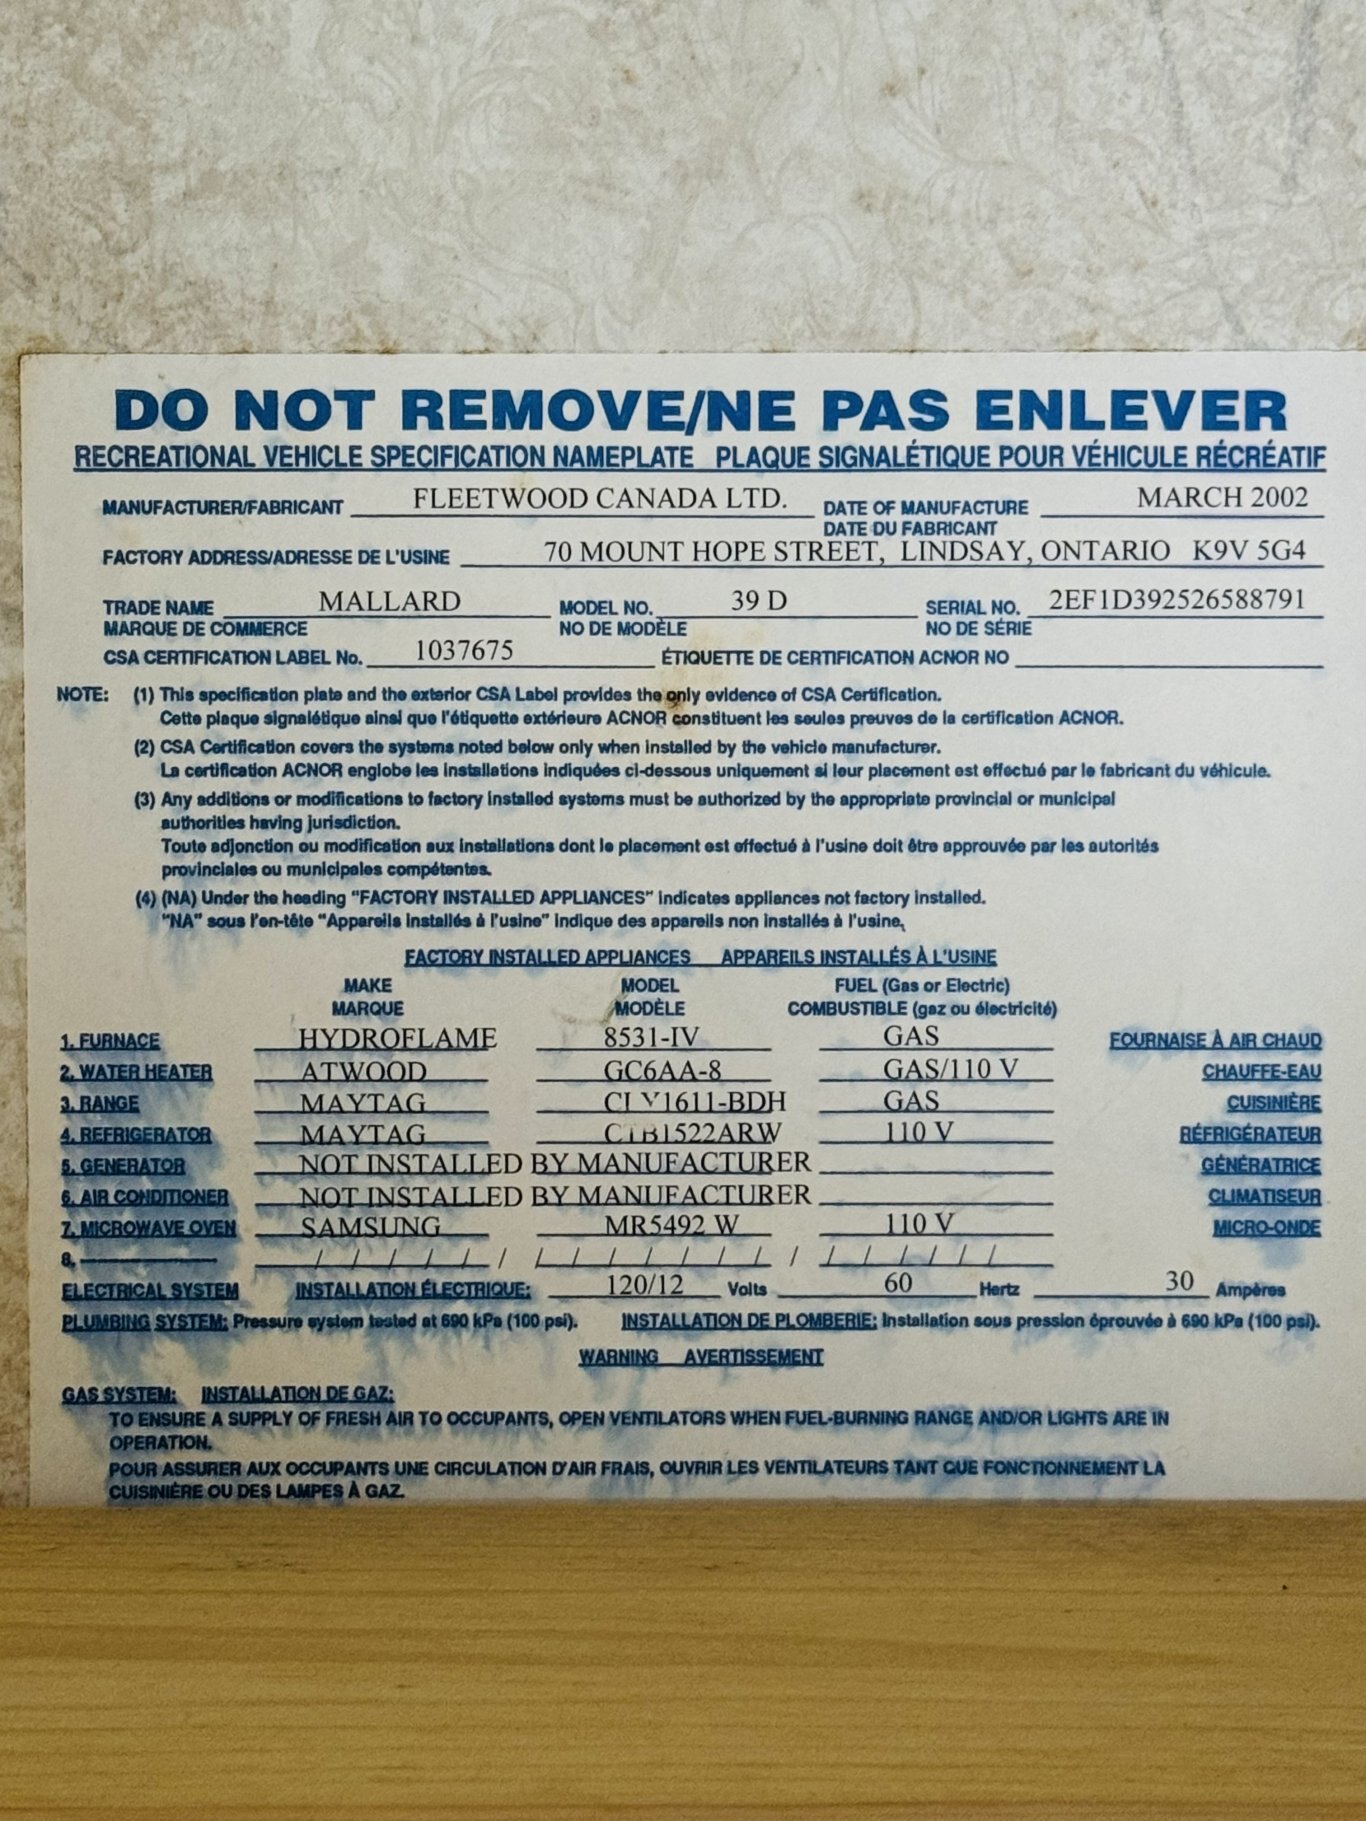 DO NOT REMOVE/NE PAS ENLEVER
RECREATIONAL VEHICLE SPECIFICATION NAMEPLATE PLAQUE SIGNALÉTIQUE POUR VÉHICULE RÉCRÉATIF
MANUFACTURER/FABRICANT FLEETWOOD CANADA LTD. DATE OF MANUFACTURE MARCH 2002
DATE DU FABRICANT
FACTORY ADDRESS/ADRESSE DE L'USINE 70 MOUNT HOPE STREET, LINDSAY, ONTARIO K9V 5G4
TRADE NAME MALLARD MODEL NO. 39 D SERIAL NO. 2EF1D392526588791
MARQUE DE COMMERCE NO DE MODÈLE NO DE SÉRIE
CSA CERTIFICATION LABEL No. 1037675 ÉTIQUETTE DE CERTIFICATION ACNOR NO
NOTE: (1) This specification plate and the exterior CSA Label provides the only evidence of CSA Certification.
Cette plaque signalétique ainsi que l'étiquette extérieure ACNOR constituent les seules preuves de la certification ACNOR.
(2) CSA Certification covers the systems noted below only when installed by the vehicle manufacturer.
La certification ACNOR englobe les installations indiquées ci-dessous uniquement si leur placement est effectué par le fabricant du véhicule.
(3) Any additions or modifications to factory installed systems must be authorized by the appropriate provincial or municipal
authorities having jurisdiction.
Toute adjonction ou modification aux installations dont le placement est effectué à l'usine doit être approuvée par les autorités
provinciales ou municipales compétentes.
(4) (NA) Under the heading "FACTORY INSTALLED APPLIANCES" indicates appliances not factory installed.
"NA" sous l'en-tête "Appareils installés à l'usine" indique des appareils non installés à l'usine.
FACTORY INSTALLED APPLIANCES APPAREILS INSTALLÉS À L'USINE
MAKE MODEL FUEL (Gas or Electric)
MARQUE MODÈLE COMBUSTIBLE (gaz ou électricité)
1. FURNACE HYDROFLAME 8531-IV GAS FOURNAISE À AIR CHAUD
2. WATER HEATER ATWOOD GC6AA-8 GAS/110 V CHAUFFE-EAU
3. RANGE MAYTAG CLY1611-BDH GAS CUISINIÈRE
4. REFRIGERATOR MAYTAG CTB1522ARW 110 V RÉFRIGÉRATEUR
5. GENERATOR NOT INSTALLED BY MANUFACTURER GÉNÉRATRICE
6. AIR CONDITIONER NOT INSTALLED BY MANUFACTURER CLIMATISEUR
7. MICROWAVE OVEN SAMSUNG MR5492 W 110 V MICRO-ONDE
8. / / / / / / / / / / / / / / / / / / / / /
ELECTRICAL SYSTEM INSTALLATION ÉLECTRIQUE: 120/12 Volts 60 Hertz 30 Ampères
PLUMBING SYSTEM: Pressure system tested at 690 kPa (100 psi). INSTALLATION DE PLOMBERIE: Installation sous pression éprouvée à 690 kPa (100 psi).
WARNING AVERTISSEMENT
GAS SYSTEM: INSTALLATION DE GAZ:
TO ENSURE A SUPPLY OF FRESH AIR TO OCCUPANTS, OPEN VENTILATORS WHEN FUEL-BURNING RANGE AND/OR LIGHTS ARE IN
OPERATION.
POUR ASSURER AUX OCCUPANTS UNE CIRCULATION D'AIR FRAIS, OUVRIR LES VENTILATEURS TANT QUE FONCTIONNEMENT LA
CUISINIÈRE OU DES LAMPES À GAZ.